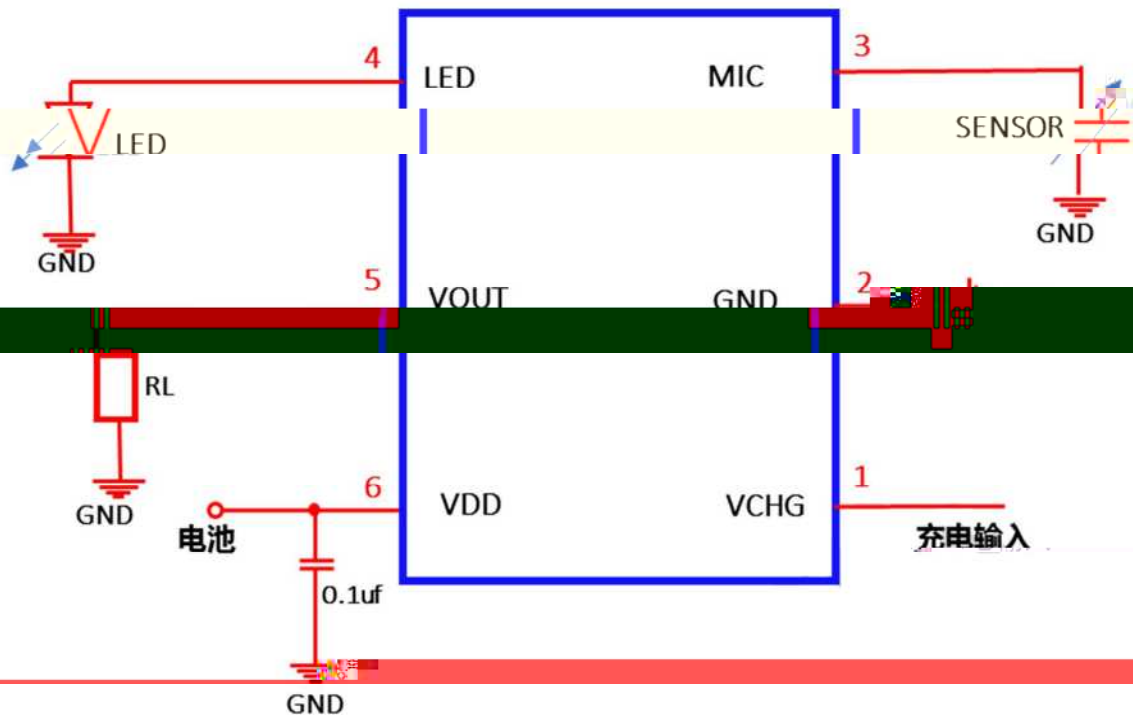 4
3
LED
MIC
LED
SENSOR
GND
GND
5
2
VOUT
GND
RL
GND
6
1
VDD
VCHG
电池
充电输入
0.1uf
GND